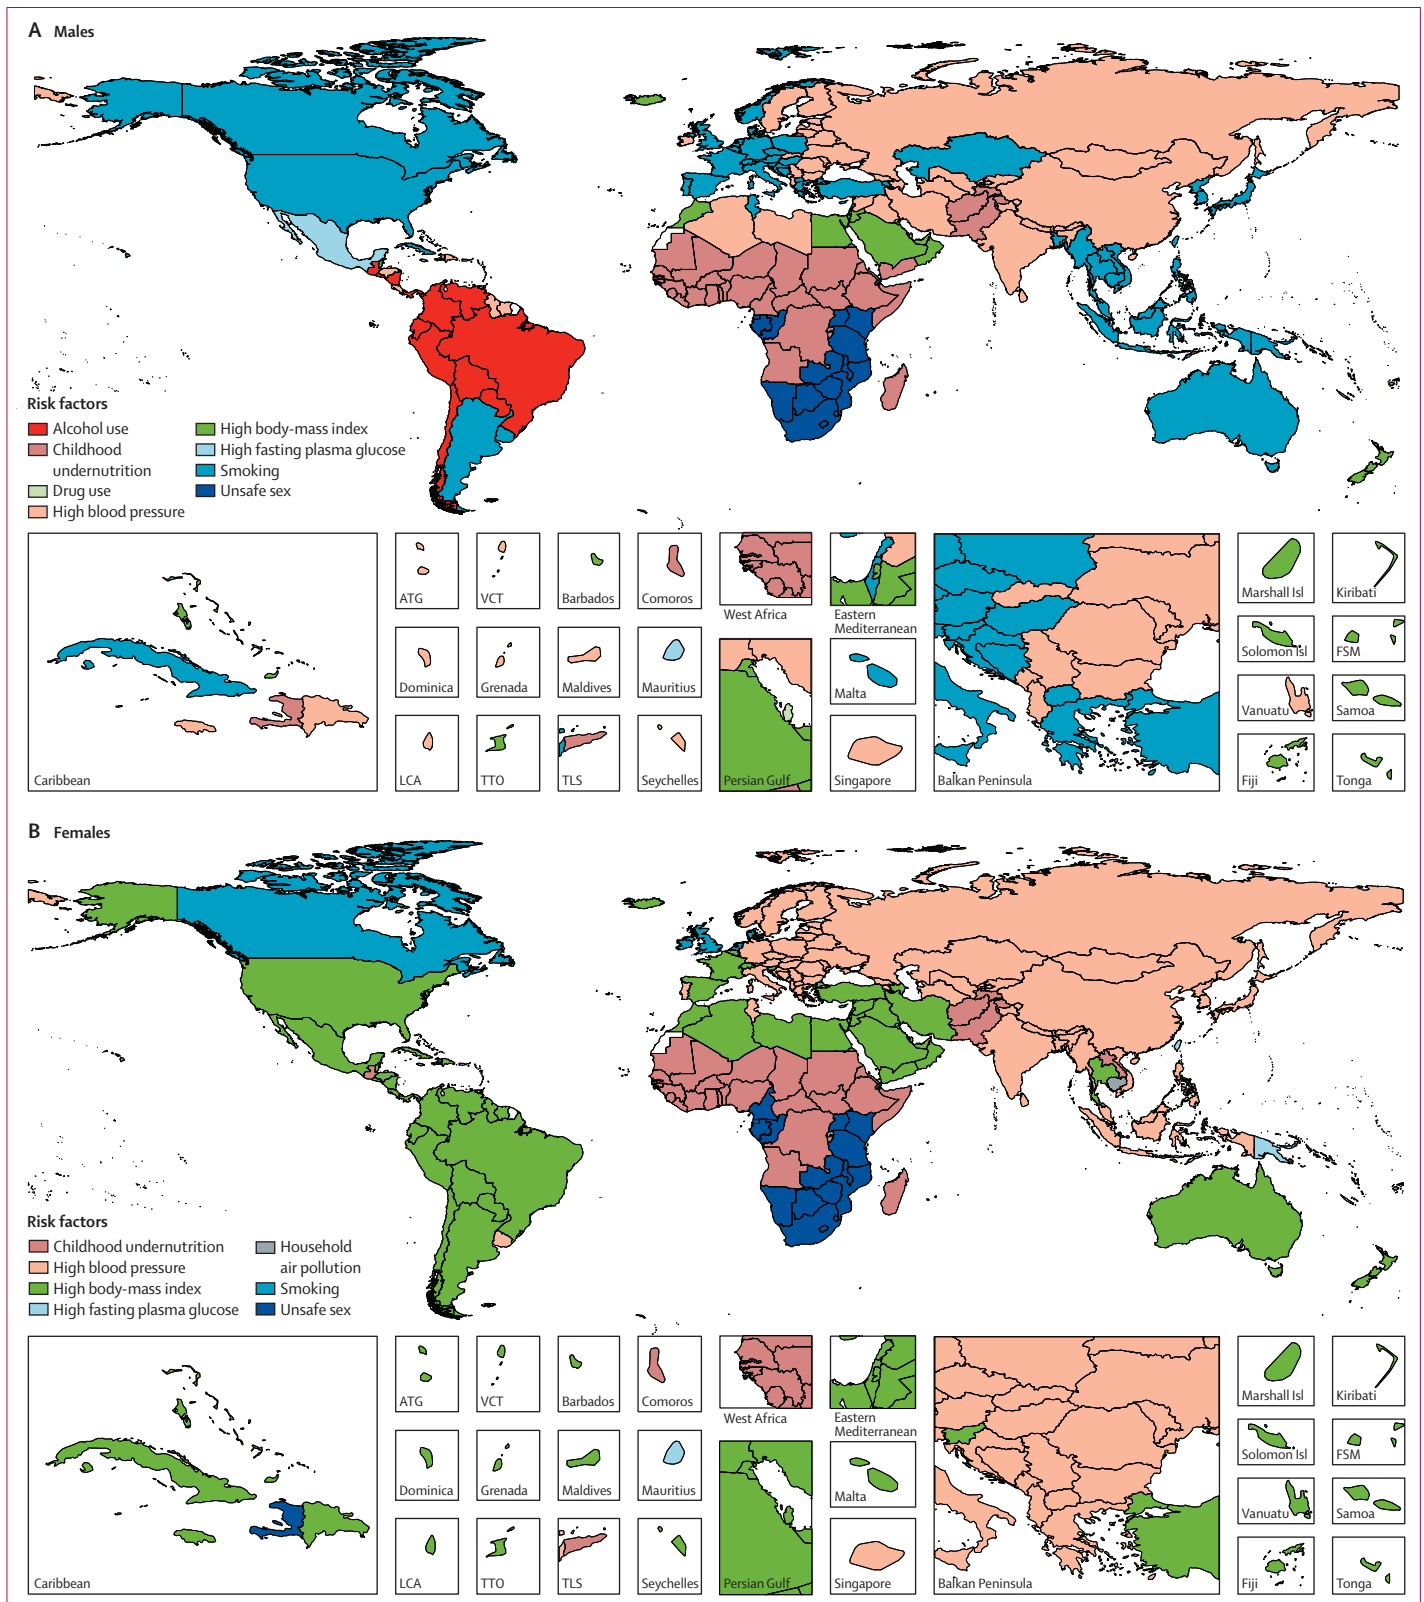 A Males
Risk factors
Alcohol use
Childhood
undernutrition
Drug use
High blood pressure
High body-mass index
High fasting plasma glucose
Smoking
Unsafe sex
Caribbean
ATG
VCT
Barbados
Comoros
Dominica
Grenada
Maldives
Mauritius
LCA
TTO
TLS
Seychelles
West Africa
Eastern
Mediterranean
Persian Gulf
Malta
Singapore
Balkan Peninsula
Marshall Isl
Kiribati
Solomon Isl
FSM
Vanuatu
Samoa
Fiji
Tonga
B Females
Risk factors
Childhood undernutrition
High blood pressure
High body-mass index
High fasting plasma glucose
Household
air pollution
Smoking
Unsafe sex
Caribbean
ATG
VCT
Barbados
Comoros
Dominica
Grenada
Maldives
Mauritius
LCA
TTO
TLS
Seychelles
West Africa
Eastern
Mediterranean
Persian Gulf
Malta
Singapore
Balkan Peninsula
Marshall Isl
Kiribati
Solomon Isl
FSM
Vanuatu
Samoa
Fiji
Tonga